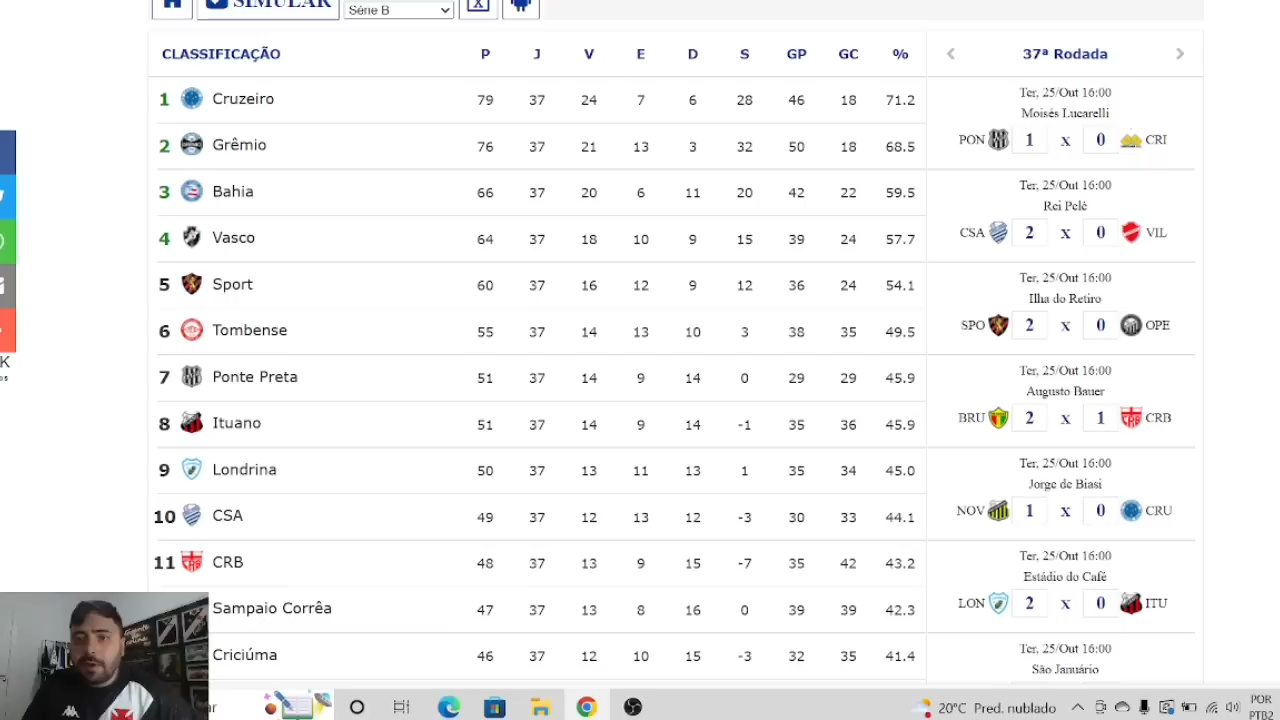 SIMULAR
Série B
CLASSIFICAÇÃO P J V E D S GP GC %
1 Cruzeiro 79 37 24 7 6 28 46 18 71.2
2 Grêmio 76 37 21 13 3 32 50 18 68.5
3 Bahia 66 37 20 6 11 20 42 22 59.5
4 Vasco 64 37 18 10 9 15 39 24 57.7
5 Sport 60 37 16 12 9 12 36 24 54.1
6 Tombense 55 37 14 13 10 3 38 35 49.5
7 Ponte Preta 51 37 14 9 14 0 29 29 45.9
8 Ituano 51 37 14 9 14 -1 35 36 45.9
9 Londrina 50 37 13 11 13 1 35 34 45.0
10 CSA 49 37 12 13 12 -3 30 33 44.1
11 CRB 48 37 13 9 15 -7 35 42 43.2
Sampaio Corrêa 47 37 13 8 16 0 39 39 42.3
Criciúma 46 37 12 10 15 -3 32 35 41.4
37ª Rodada
Ter, 25/Out 16:00
Moisés Lucarelli
PON 1 x 0 CRI
Ter, 25/Out 16:00
Rei Pelé
CSA 2 x 0 VIL
Ter, 25/Out 16:00
Ilha do Retiro
SPO 2 x 0 OPE
Ter, 25/Out 16:00
Augusto Bauer
BRU 2 x 1 CRB
Ter, 25/Out 16:00
Jorge de Biasi
NOV 1 x 0 CRU
Ter, 25/Out 16:00
Estádio do Café
LON 2 x 0 ITU
Ter, 25/Out 16:00
São Januário
K
20°C Pred. nublado
POR
PTB2